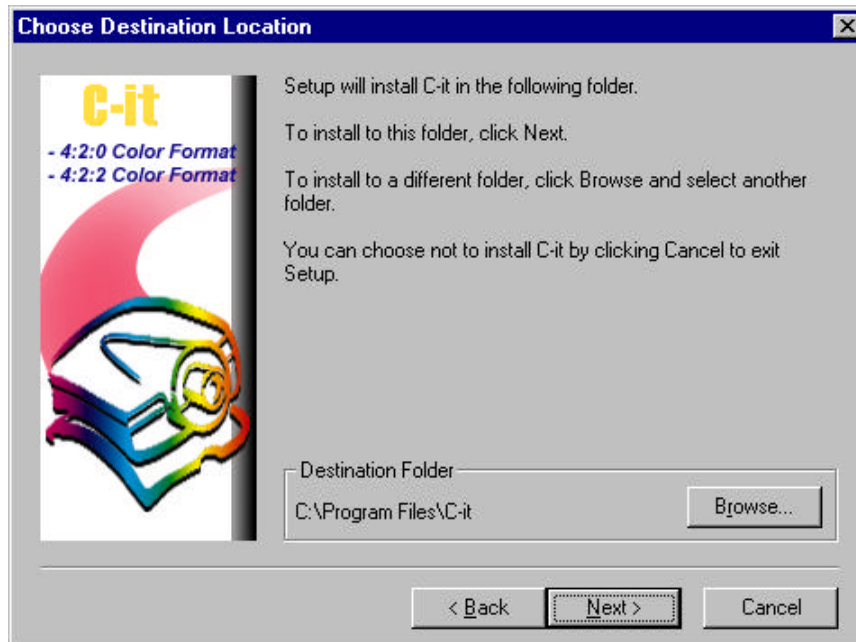 Choose Destination Location
C-it
- 4:2:0 Color Format
- 4:2:2 Color Format
Setup will install C-it in the following folder.
To install to this folder, click Next.
To install to a different folder, click Browse and select another
folder.
You can choose not to install C-it by clicking Cancel to exit
Setup.
Destination Folder
C:\Program Files\C-it
Browse...
< Back
Next >
Cancel